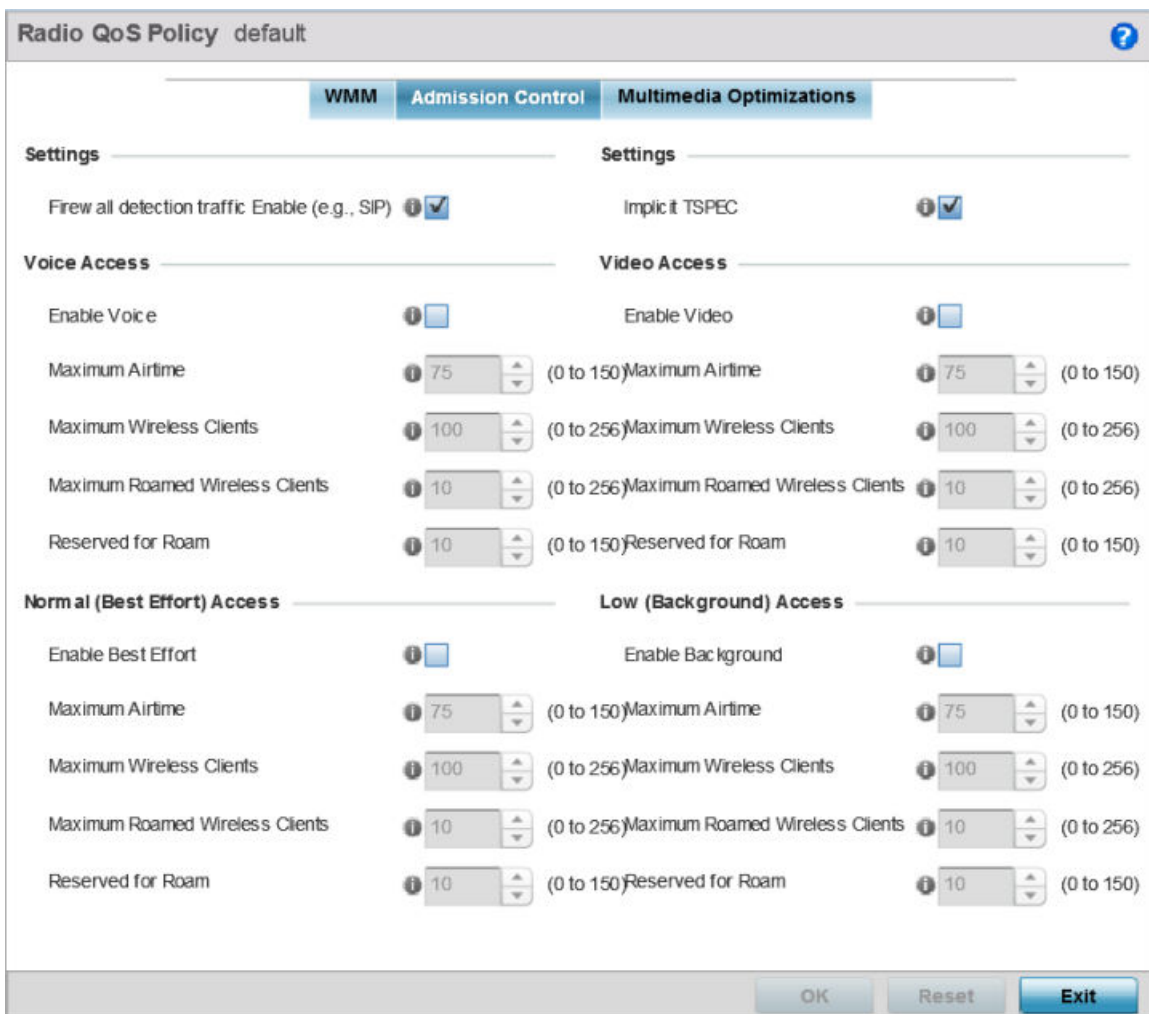 Radio QoS Policy default
WMM Admission Control Multimedia Optimizations
Settings Settings
Firewall detection traffic Enable (e.g., SIP) Implicit TSPEC
Voice Access Video Access
Enable Voice Enable Video
Maximum Airtime 75 (0 to 150) Maximum Airtime 75 (0 to 150)
Maximum Wireless Clients 100 (0 to 256) Maximum Wireless Clients 100 (0 to 256)
Maximum Roamed Wireless Clients 10 (0 to 256) Maximum Roamed Wireless Clients 10 (0 to 256)
Reserved for Roam 10 (0 to 150) Reserved for Roam 10 (0 to 150)
Normal (Best Effort) Access Low (Background) Access
Enable Best Effort Enable Background
Maximum Airtime 75 (0 to 150) Maximum Airtime 75 (0 to 150)
Maximum Wireless Clients 100 (0 to 256) Maximum Wireless Clients 100 (0 to 256)
Maximum Roamed Wireless Clients 10 (0 to 256) Maximum Roamed Wireless Clients 10 (0 to 256)
Reserved for Roam 10 (0 to 150) Reserved for Roam 10 (0 to 150)
OK Reset Exit